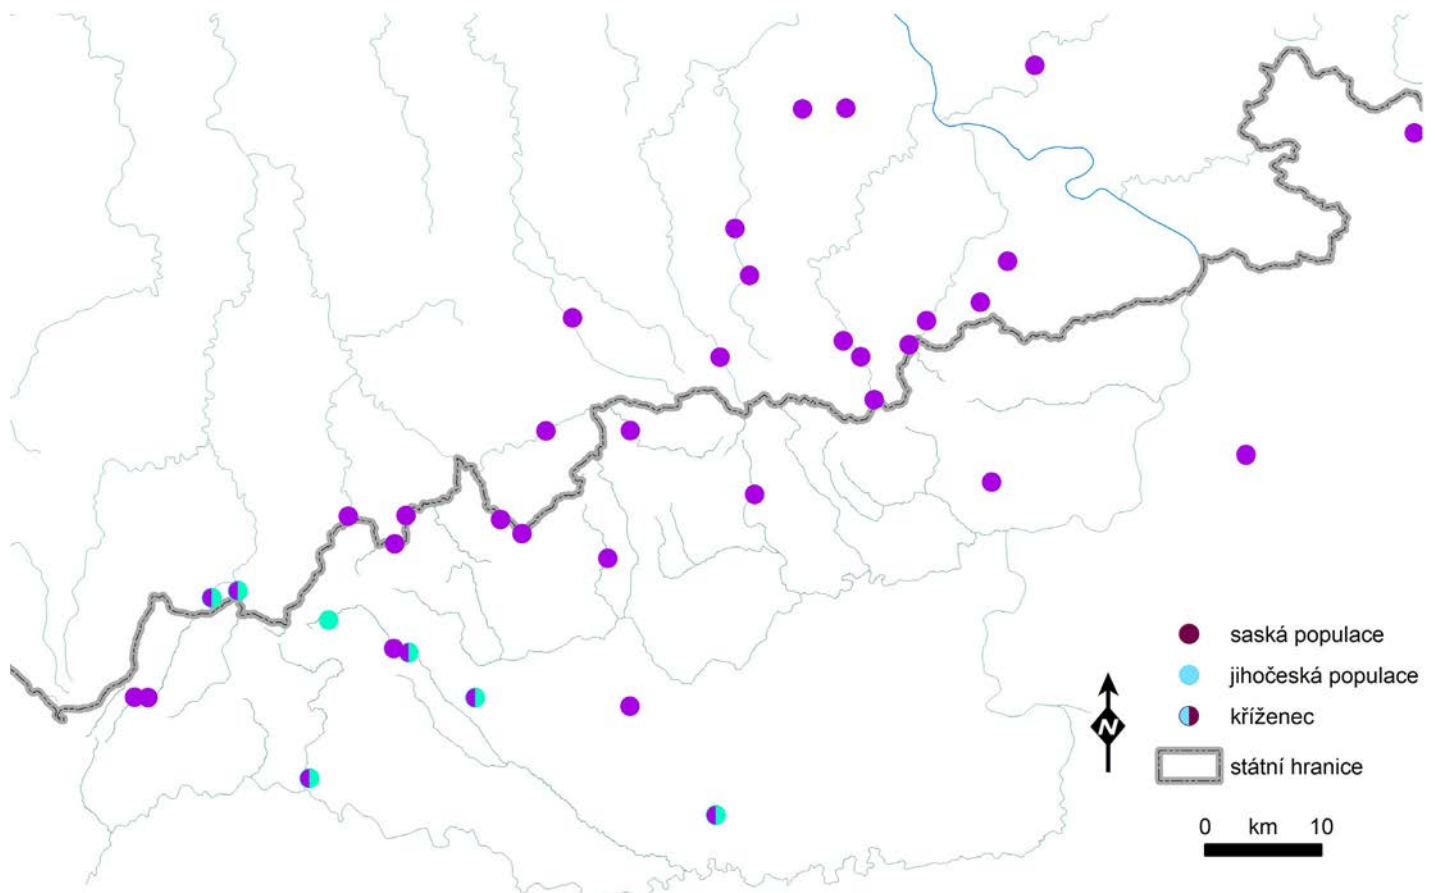 saská populace
jihočeská populace
kříženec
N
státní hranice
0 km 10